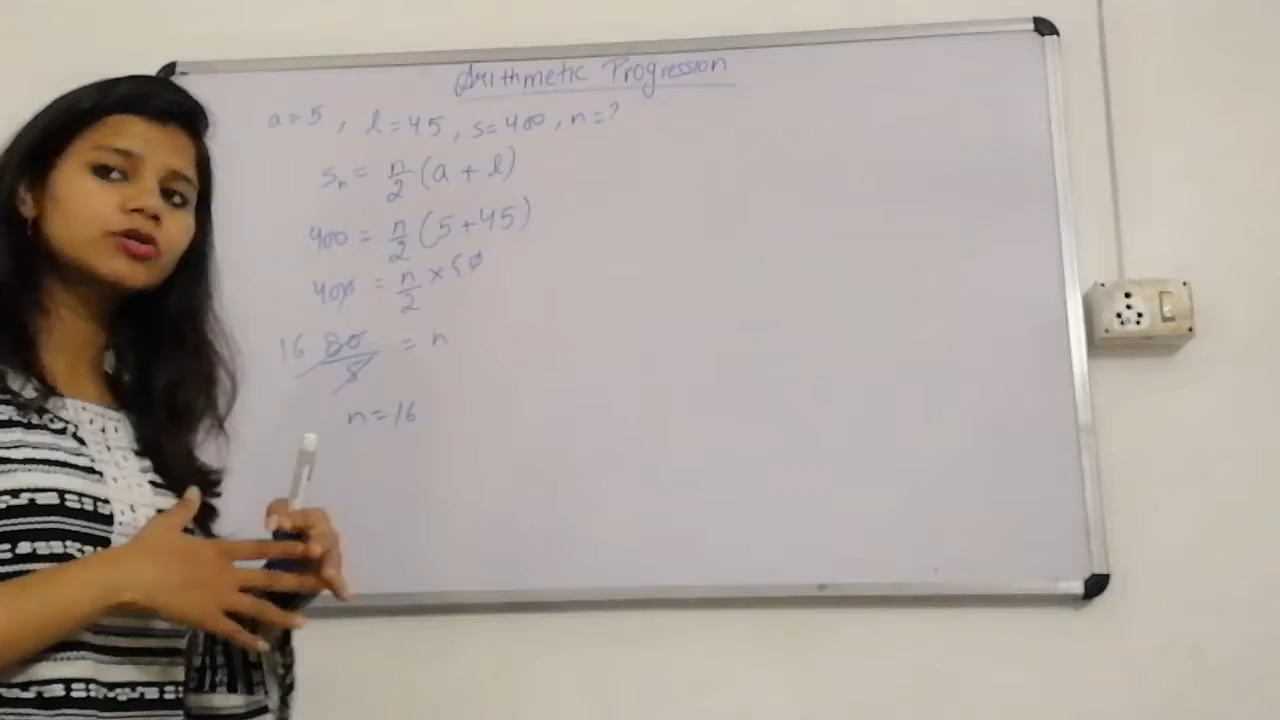 Arithmetic Progression
a=5, l=45, s=400, n=?
Sn = n/2 (a + l)
400 = n/2 (5+45)
400 = n/2 × 50
16 80/5 = n
n=16